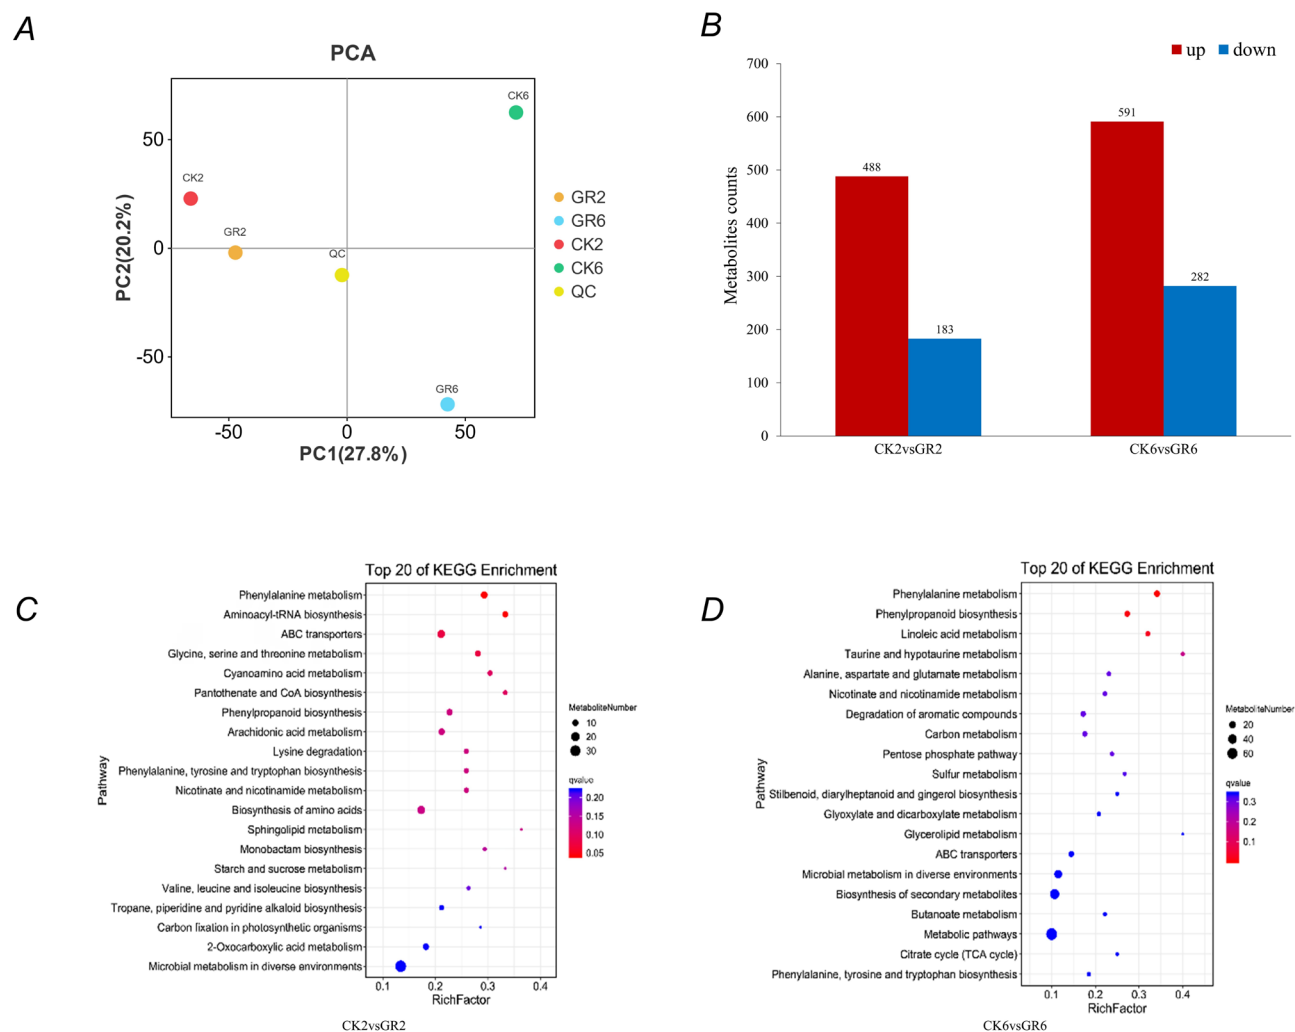 A
PCA
PC2(20.2%)
50
0
-50
CK6
CK2
GR2
QC
GR6
-50
0
50
PC1(27.8%)
GR2
GR6
CK2
CK6
QC
B
up
down
Metabolites counts
700
600
500
400
300
200
100
0
488
183
591
282
CK2vsGR2
CK6vsGR6
C
Top 20 of KEGG Enrichment
Pathway
Phenylalanine metabolism
Aminoacyl-tRNA biosynthesis
ABC transporters
Glycine, serine and threonine metabolism
Cyanoamino acid metabolism
Pantothenate and CoA biosynthesis
Phenylpropanoid biosynthesis
Arachidonic acid metabolism
Lysine degradation
Phenylalanine, tyrosine and tryptophan biosynthesis
Nicotinate and nicotinamide metabolism
Biosynthesis of amino acids
Sphingolipid metabolism
Monobactam biosynthesis
Starch and sucrose metabolism
Valine, leucine and isoleucine biosynthesis
Tropane, piperidine and pyridine alkaloid biosynthesis
Carbon fixation in photosynthetic organisms
2-Oxocarboxylic acid metabolism
Microbial metabolism in diverse environments
0.1
0.2
0.3
0.4
RichFactor
MetaboliteNumber
10
20
30
qvalue
0.20
0.15
0.10
0.05
CK2vsGR2
D
Top 20 of KEGG Enrichment
Pathway
Phenylalanine metabolism
Phenylpropanoid biosynthesis
Linoleic acid metabolism
Taurine and hypotaurine metabolism
Alanine, aspartate and glutamate metabolism
Nicotinate and nicotinamide metabolism
Degradation of aromatic compounds
Carbon metabolism
Pentose phosphate pathway
Sulfur metabolism
Stilbenoid, diarylheptanoid and gingerol biosynthesis
Glyoxylate and dicarboxylate metabolism
Glycerolipid metabolism
ABC transporters
Microbial metabolism in diverse environments
Biosynthesis of secondary metabolites
Butanoate metabolism
Metabolic pathways
Citrate cycle (TCA cycle)
Phenylalanine, tyrosine and tryptophan biosynthesis
0.1
0.2
0.3
0.4
RichFactor
MetaboliteNumber
20
40
60
qvalue
0.3
0.2
0.1
CK6vsGR6